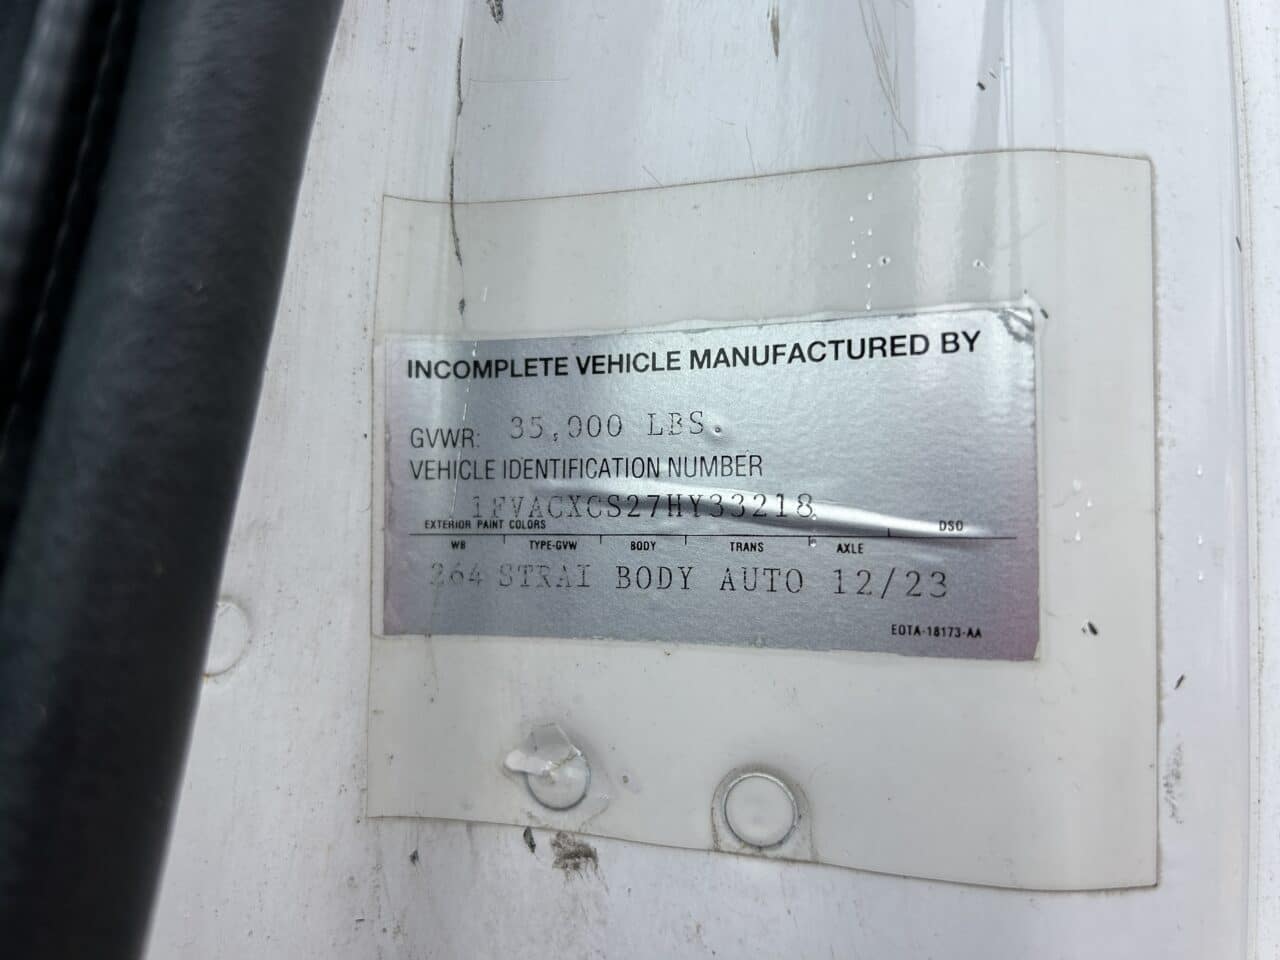 INCOMPLETE VEHICLE MANUFACTURED BY
GVWR: 35,000 LBS.
VEHICLE IDENTIFICATION NUMBER
1FVACXCS27HY33218
EXTERIOR PAINT COLORS DSO
WB TYPE-GVW BODY TRANS AXLE
264 STRAI BODY AUTO 12/23
EOTA-18173-AA